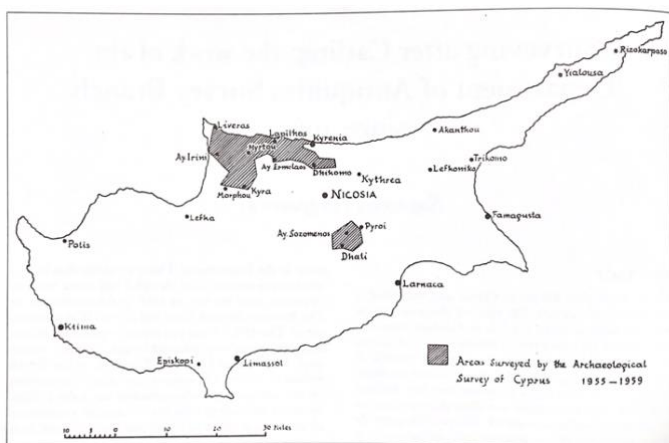 Rizokarpaso
Yialousa
Liveras
Lapithos
Kyrenia
Akanthou
Myrtou
Ay. Irini
Trikomo
Ay. Ermolaos
Dhikomo
Kythrea
Lefkoniko
Morphou
Kyra
NICOSIA
Lefka
Famagusta
Ay. Sozomenos
Pyroi
Polis
Dhali
Larnaca
Ktima
Episkopi
Limassol
Areas surveyed by the Archaeological
Survey of Cyprus 1955-1959
10 5 0 10 20 30 Miles